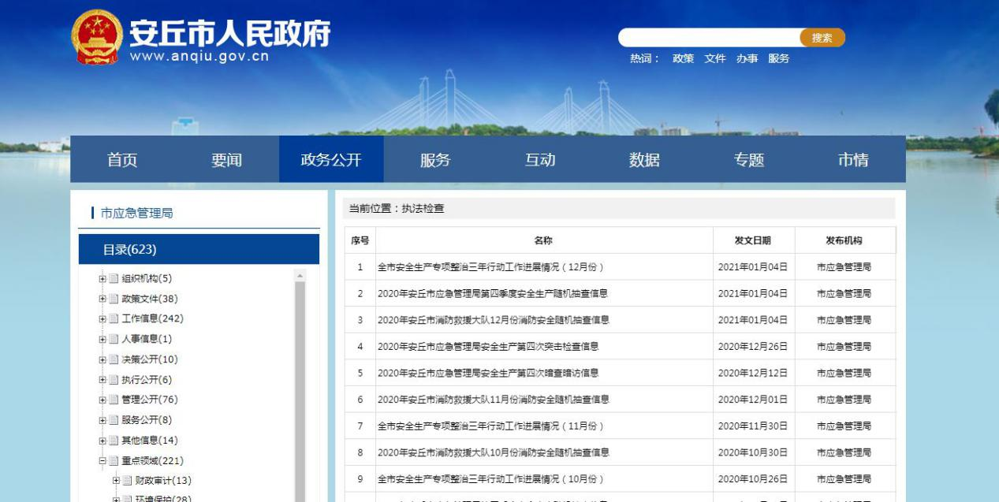 安丘市人民政府
www.anqiu.gov.cn
搜索
热词： 政策 文件 办事 服务
首页 要闻 政务公开 服务 互动 数据 专题 市情
市应急管理局
目录(623)
组织机构(5)
政策文件(38)
工作信息(242)
人事信息(1)
决策公开(10)
执行公开(6)
管理公开(76)
服务公开(8)
其他信息(14)
重点领域(221)
财政审计(13)
环境保护(28)
当前位置：执法检查
序号 名称 发文日期 发布机构
1 全市安全生产专项整治三年行动工作进展情况（12月份） 2021年01月04日 市应急管理局
2 2020年安丘市应急管理局第四季度安全生产随机抽查信息 2021年01月04日 市应急管理局
3 2020年安丘市消防救援大队12月份消防安全随机抽查信息 2021年01月04日 市应急管理局
4 2020年安丘市应急管理局安全生产第四次突击检查信息 2020年12月26日 市应急管理局
5 2020年安丘市应急管理局安全生产第四次暗查暗访信息 2020年12月12日 市应急管理局
6 2020年安丘市消防救援大队11月份消防安全随机抽查信息 2020年12月01日 市应急管理局
7 全市安全生产专项整治三年行动工作进展情况（11月份） 2020年11月30日 市应急管理局
8 2020年安丘市消防救援大队10月份消防安全随机抽查信息 2020年10月30日 市应急管理局
9 全市安全生产专项整治三年行动工作进展情况（10月份） 2020年10月26日 市应急管理局